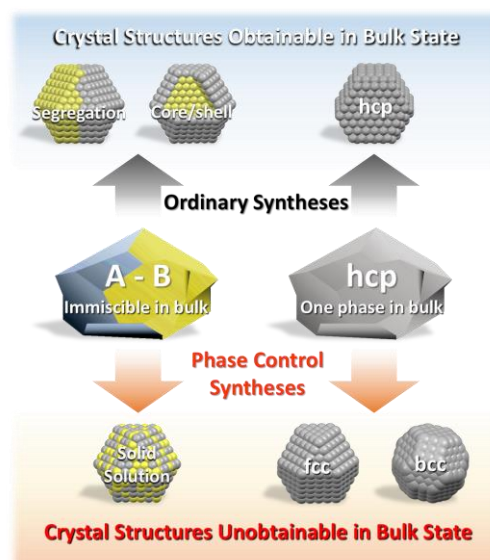 Crystal Structures Obtainable in Bulk State
Segregation
Core/shell
hcp
Ordinary Syntheses
A - B
Immiscible in bulk
hcp
One phase in bulk
Phase Control
Syntheses
Solid
Solution
fcc
bcc
Crystal Structures Unobtainable in Bulk State